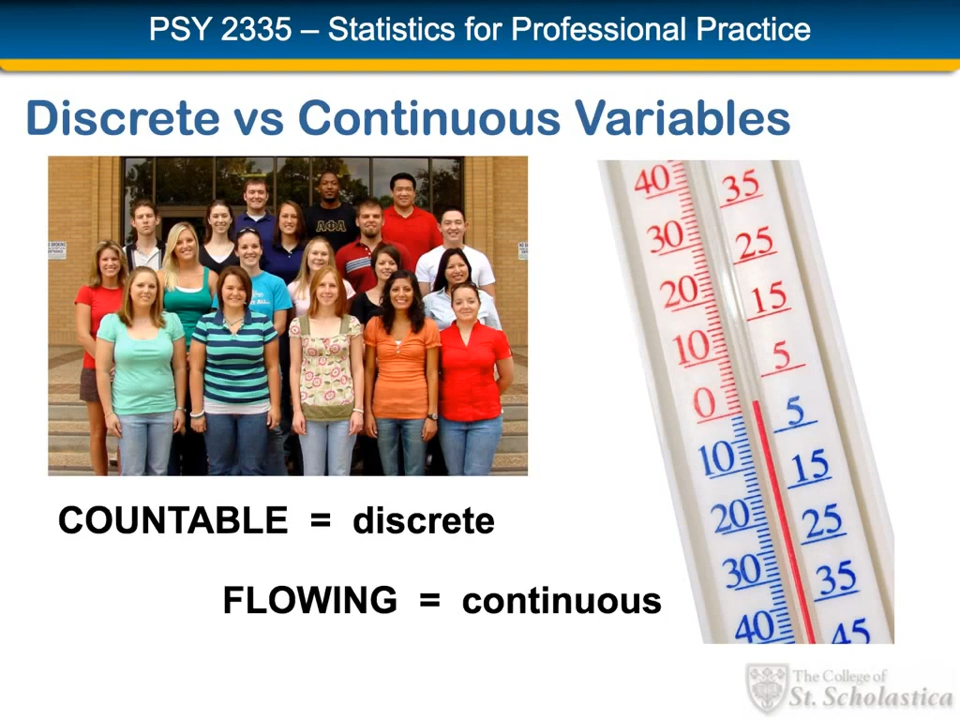 PSY 2335 – Statistics for Professional Practice
Discrete vs Continuous Variables
ΑΦΑ
40 35
30 25
20 15
10 5
0 5
10 15
20 25
30 35
40 45
COUNTABLE = discrete
FLOWING = continuous
The College of
St. Scholastica